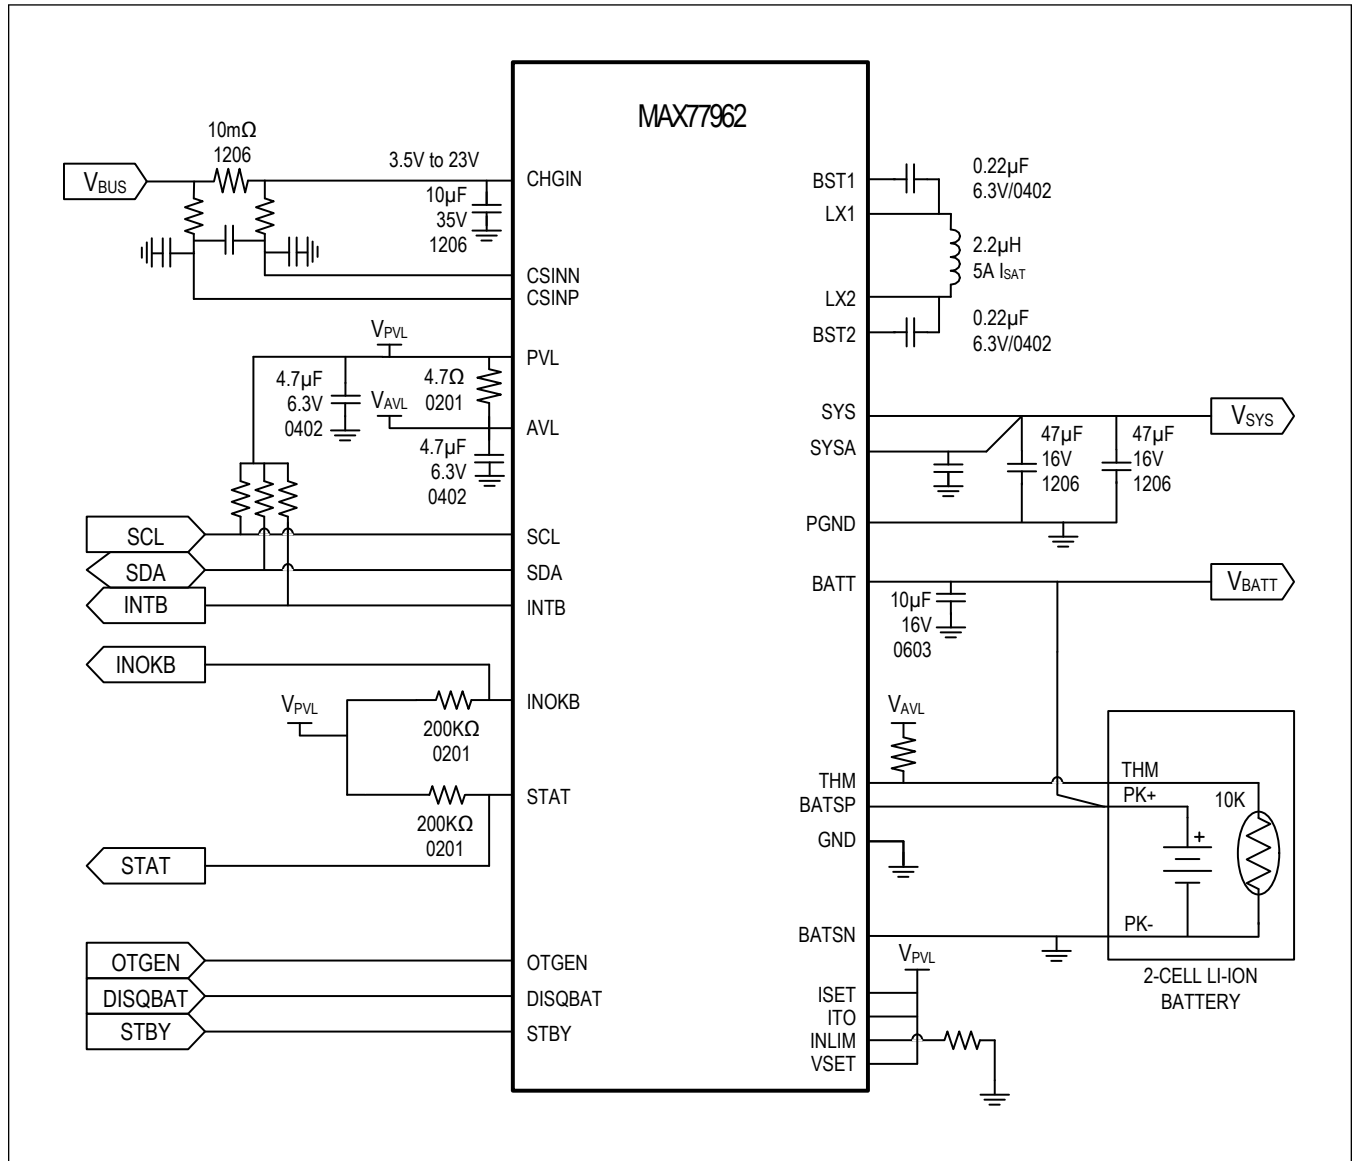 MAX77962
10mΩ
1206
VBUS
3.5V to 23V
10µF
35V
1206
CHGIN
CSINN
CSINP
VPVL
PVL
4.7µF
6.3V
0402
4.7Ω
0201
VAVL
AVL
4.7µF
6.3V
0402
SCL
SCL
SDA
SDA
INTB
INTB
INOKB
INOKB
VPVL
200KΩ
0201
STAT
200KΩ
0201
STAT
OTGEN
OTGEN
DISQBAT
DISQBAT
STBY
STBY
BST1
0.22µF
6.3V/0402
LX1
2.2µH
5A ISAT
LX2
BST2
0.22µF
6.3V/0402
SYS
VSYS
SYSA
47µF
16V
1206
47µF
16V
1206
PGND
BATT
VBATT
10µF
16V
0603
VAVL
THM
THM
BATSP
PK+
10K
+
GND
BATSN
PK-
2-CELL LI-ION
BATTERY
VPVL
ISET
ITO
INLIM
VSET